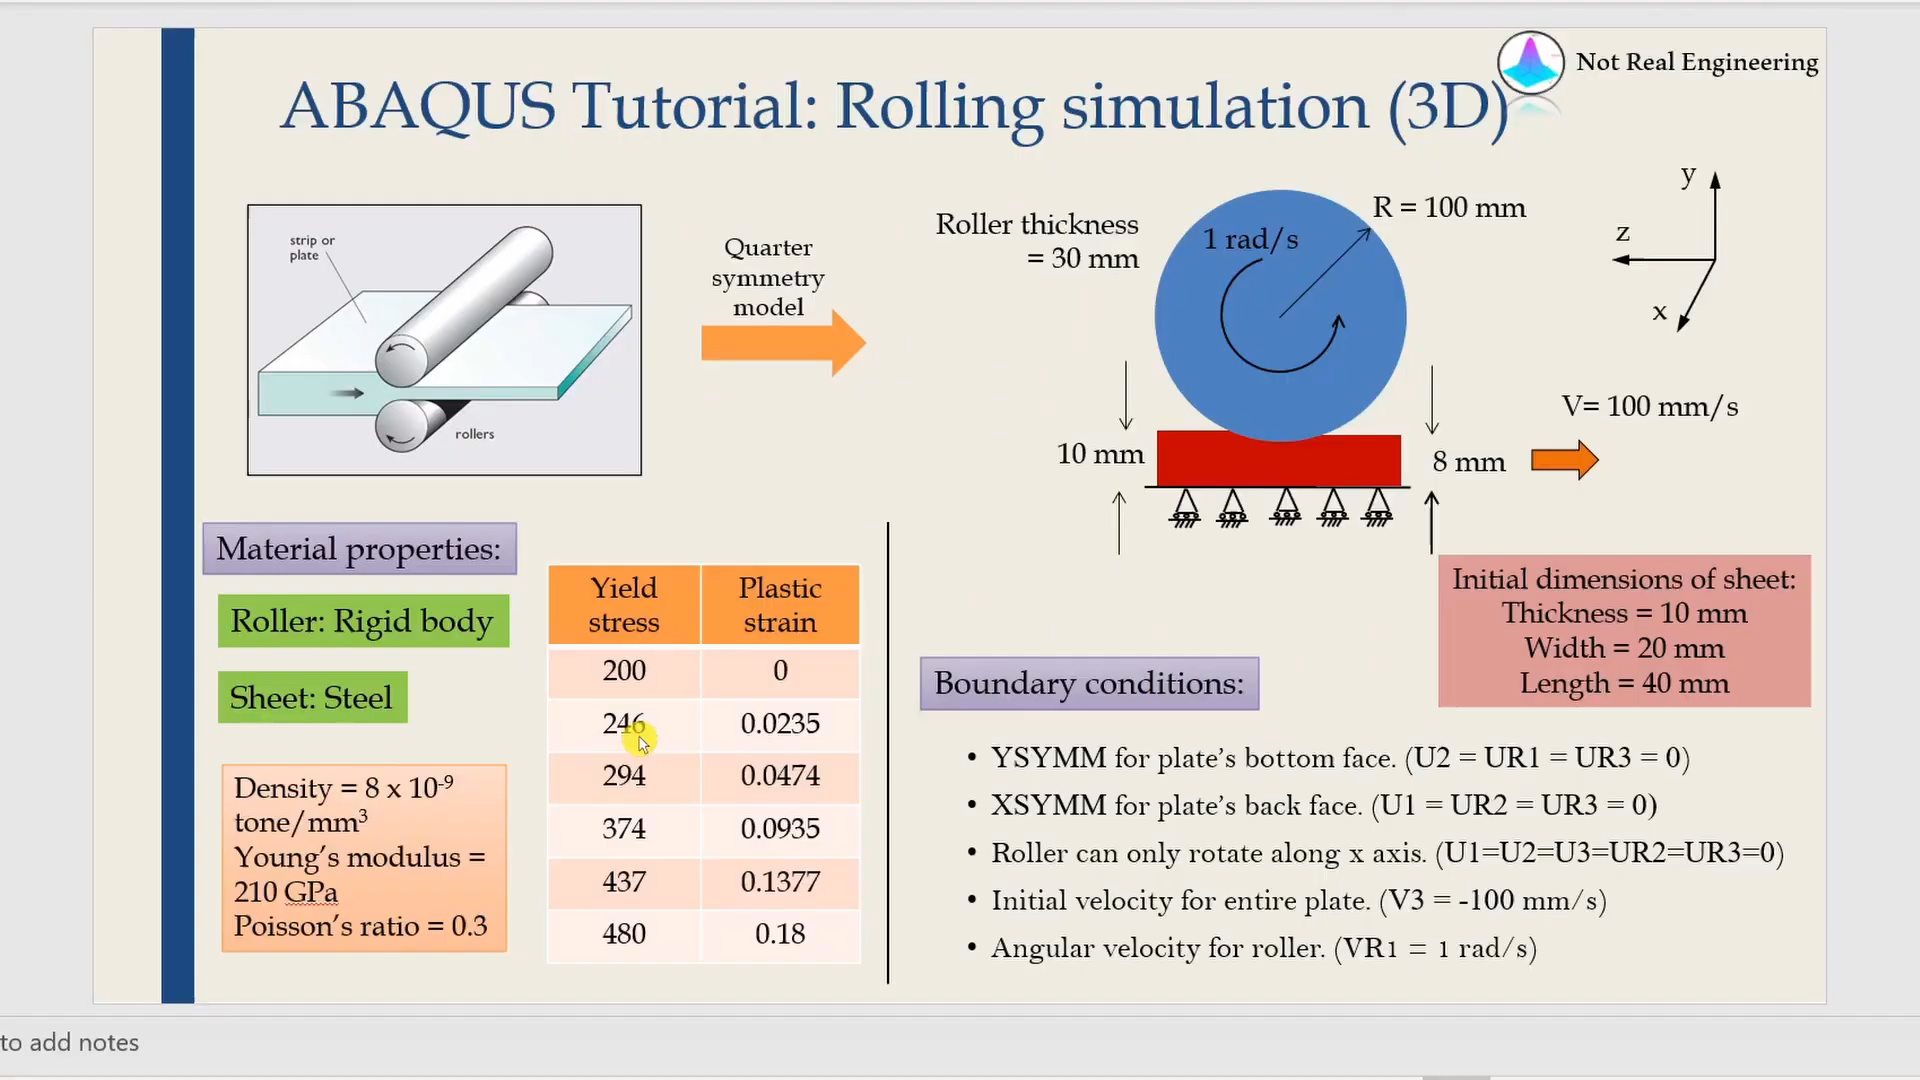 Not Real Engineering
ABAQUS Tutorial: Rolling simulation (3D)
strip or
plate
rollers
Quarter
symmetry
model
Roller thickness
= 30 mm
1 rad/s
R = 100 mm
y
z
x
V= 100 mm/s
10 mm
8 mm
Material properties:
Roller: Rigid body
Sheet: Steel
Density = 8 x 10⁻⁹
tone/mm³
Young's modulus =
210 GPa
Poisson's ratio = 0.3
Yield stress Plastic strain
200 0
246 0.0235
294 0.0474
374 0.0935
437 0.1377
480 0.18
Initial dimensions of sheet:
Thickness = 10 mm
Width = 20 mm
Length = 40 mm
Boundary conditions:
• YSYMM for plate's bottom face. (U2 = UR1 = UR3 = 0)
• XSYMM for plate's back face. (U1 = UR2 = UR3 = 0)
• Roller can only rotate along x axis. (U1=U2=U3=UR2=UR3=0)
• Initial velocity for entire plate. (V3 = -100 mm/s)
• Angular velocity for roller. (VR1 = 1 rad/s)
to add notes